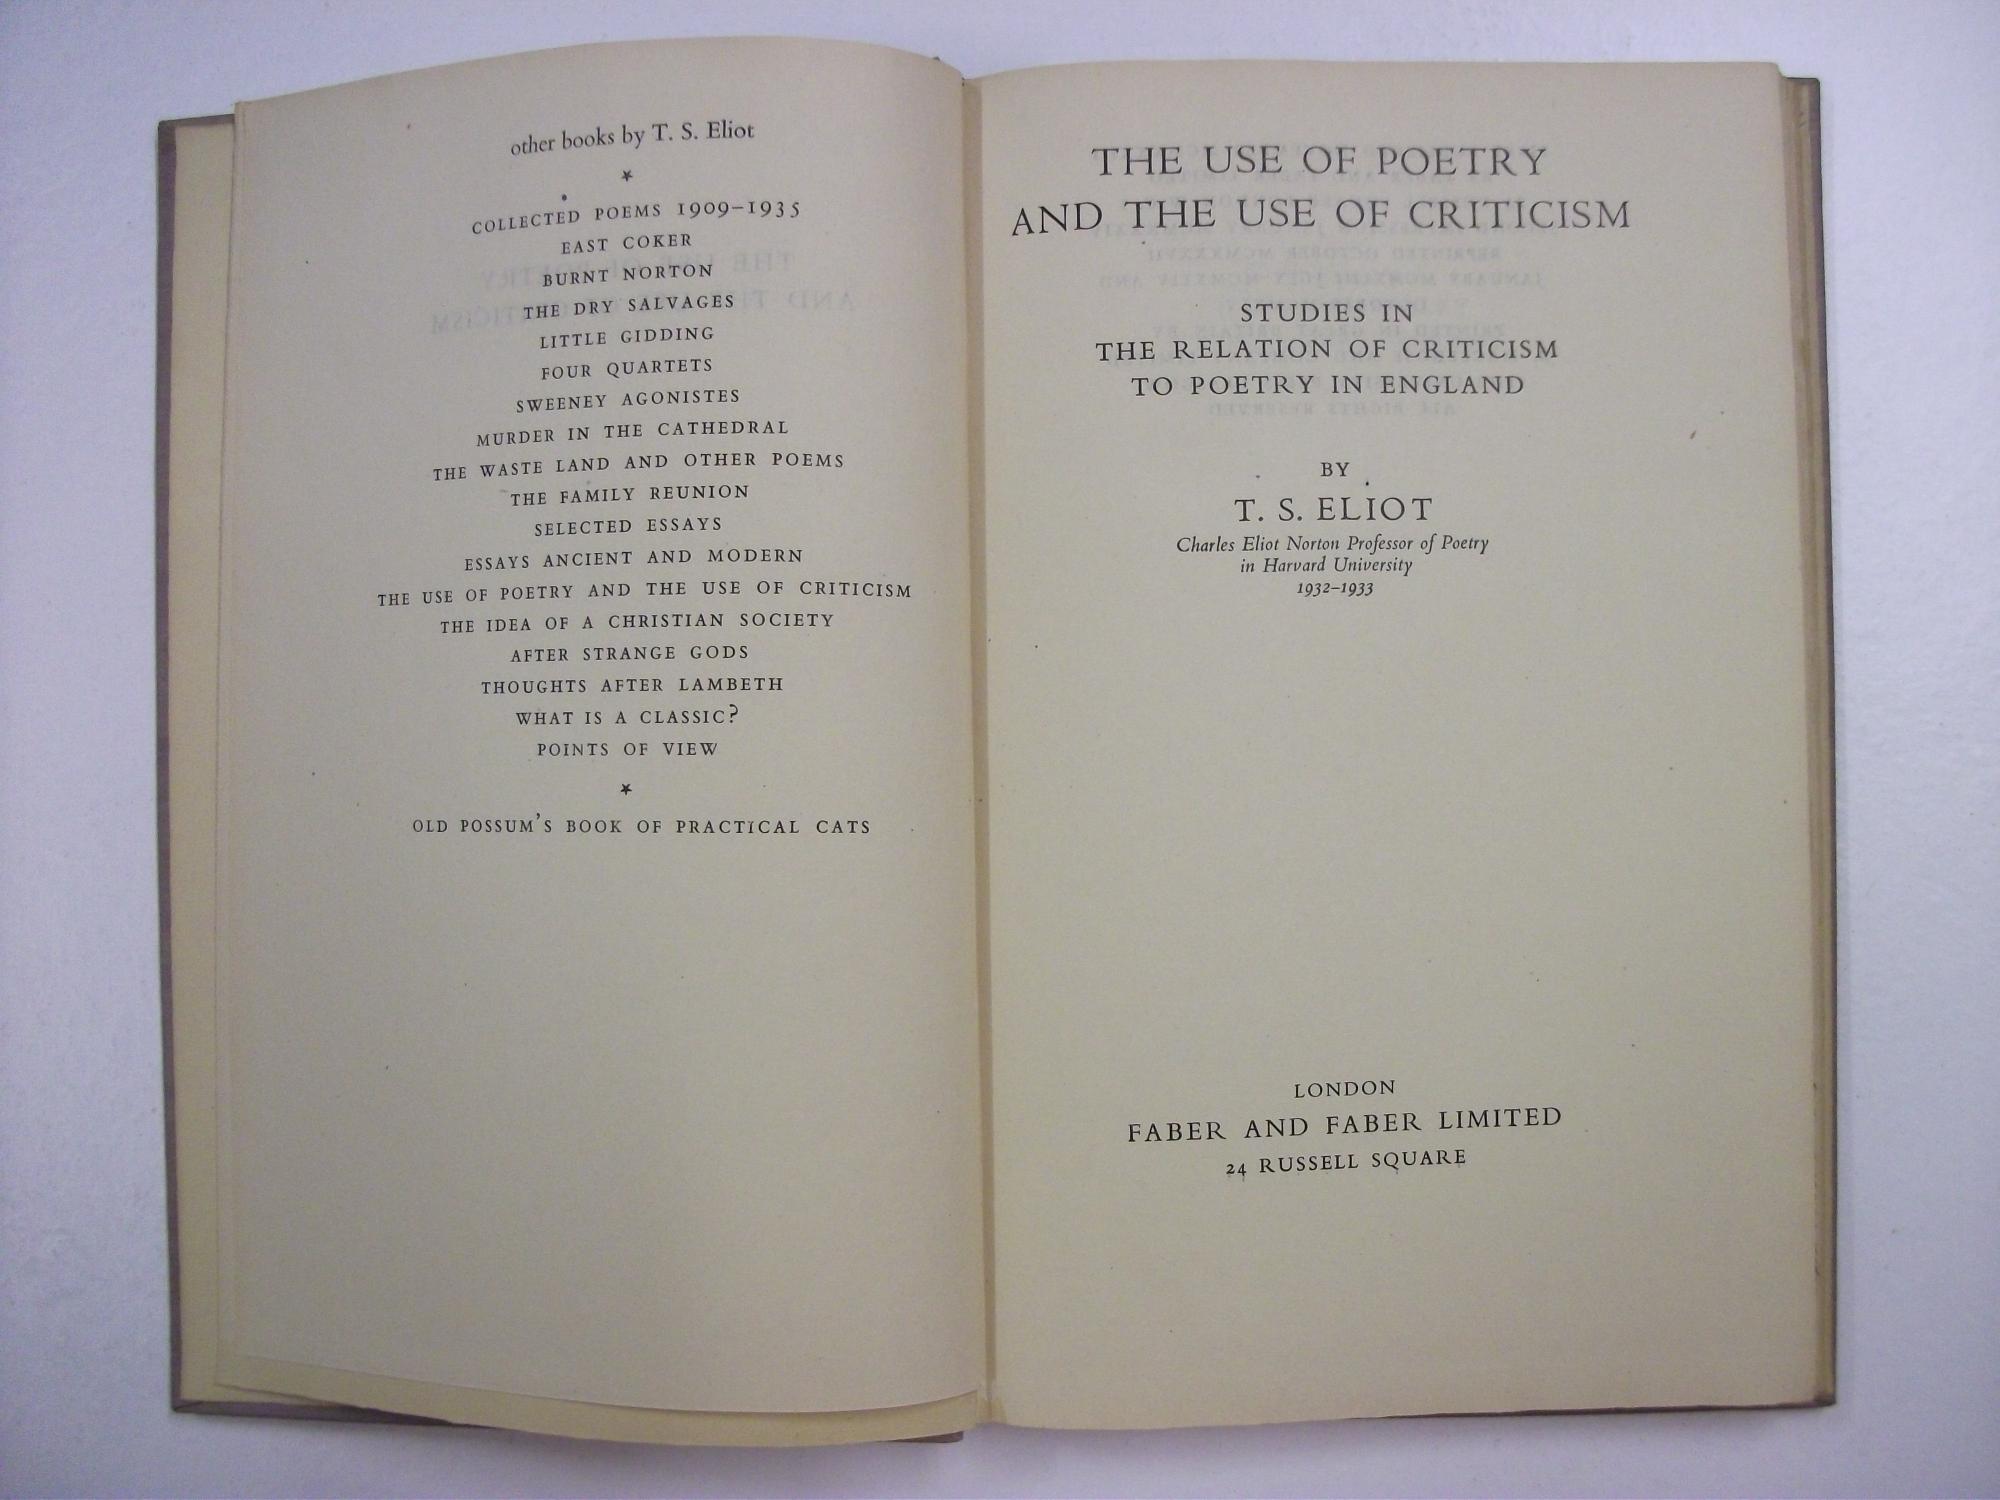 other books by T. S. Eliot
*
COLLECTED POEMS 1909–1935
EAST COKER
BURNT NORTON
THE DRY SALVAGES
LITTLE GIDDING
FOUR QUARTETS
SWEENEY AGONISTES
MURDER IN THE CATHEDRAL
THE WASTE LAND AND OTHER POEMS
THE FAMILY REUNION
SELECTED ESSAYS
ESSAYS ANCIENT AND MODERN
THE USE OF POETRY AND THE USE OF CRITICISM
THE IDEA OF A CHRISTIAN SOCIETY
AFTER STRANGE GODS
THOUGHTS AFTER LAMBETH
WHAT IS A CLASSIC?
POINTS OF VIEW
*
OLD POSSUM'S BOOK OF PRACTICAL CATS
THE USE OF POETRY
AND THE USE OF CRITICISM
STUDIES IN
THE RELATION OF CRITICISM
TO POETRY IN ENGLAND
BY
T. S. ELIOT
Charles Eliot Norton Professor of Poetry
in Harvard University
1932–1933
LONDON
FABER AND FABER LIMITED
24 RUSSELL SQUARE